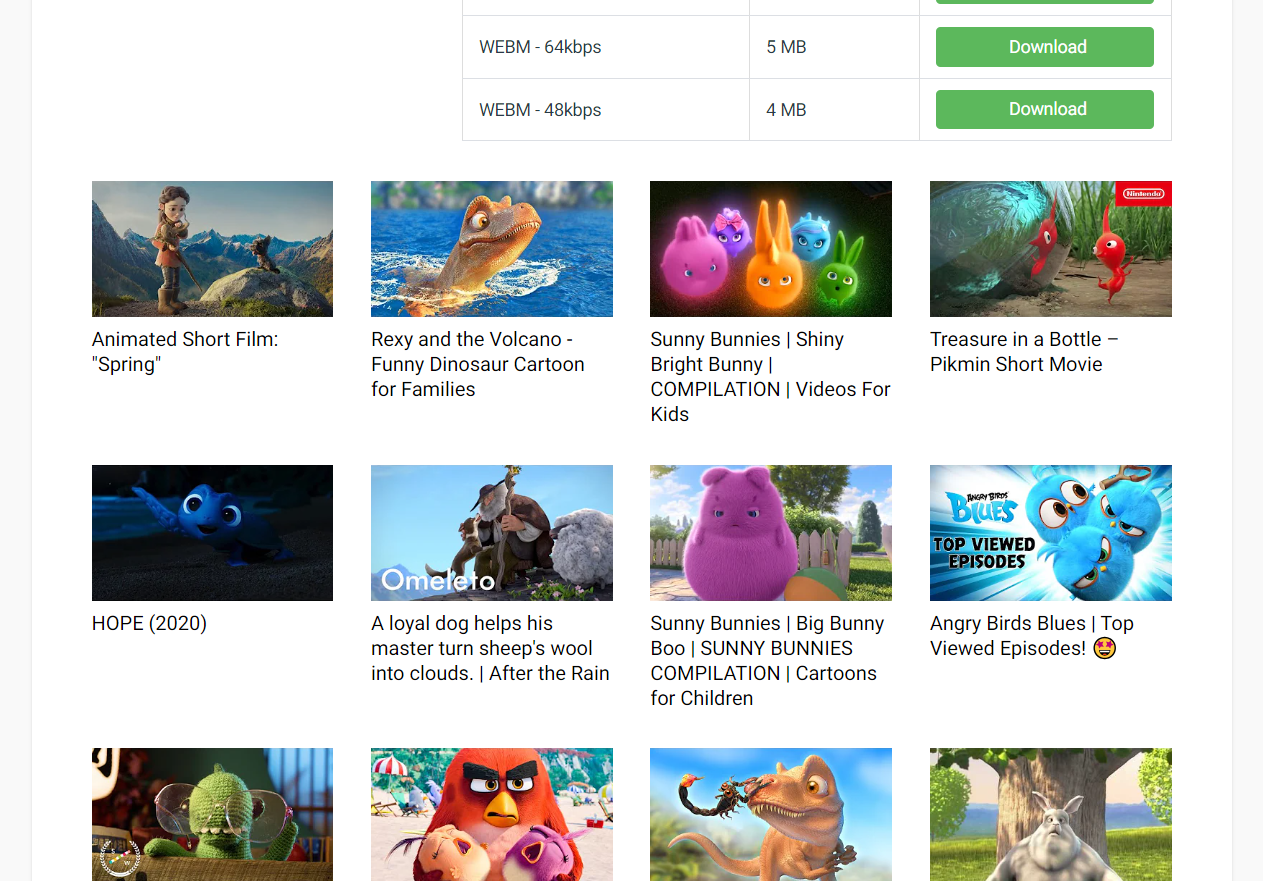 WEBM - 64kbps
5 MB
Download
WEBM - 48kbps
4 MB
Download
Nintendo
Animated Short Film:
"Spring"
Rexy and the Volcano -
Funny Dinosaur Cartoon
for Families
Sunny Bunnies | Shiny
Bright Bunny |
COMPILATION | Videos For
Kids
Treasure in a Bottle –
Pikmin Short Movie
Omeleto
ANGRY BIRDS
BLUES
TOP VIEWED
EPISODES
HOPE (2020)
A loyal dog helps his
master turn sheep's wool
into clouds. | After the Rain
Sunny Bunnies | Big Bunny
Boo | SUNNY BUNNIES
COMPILATION | Cartoons
for Children
Angry Birds Blues | Top
Viewed Episodes! 🤩